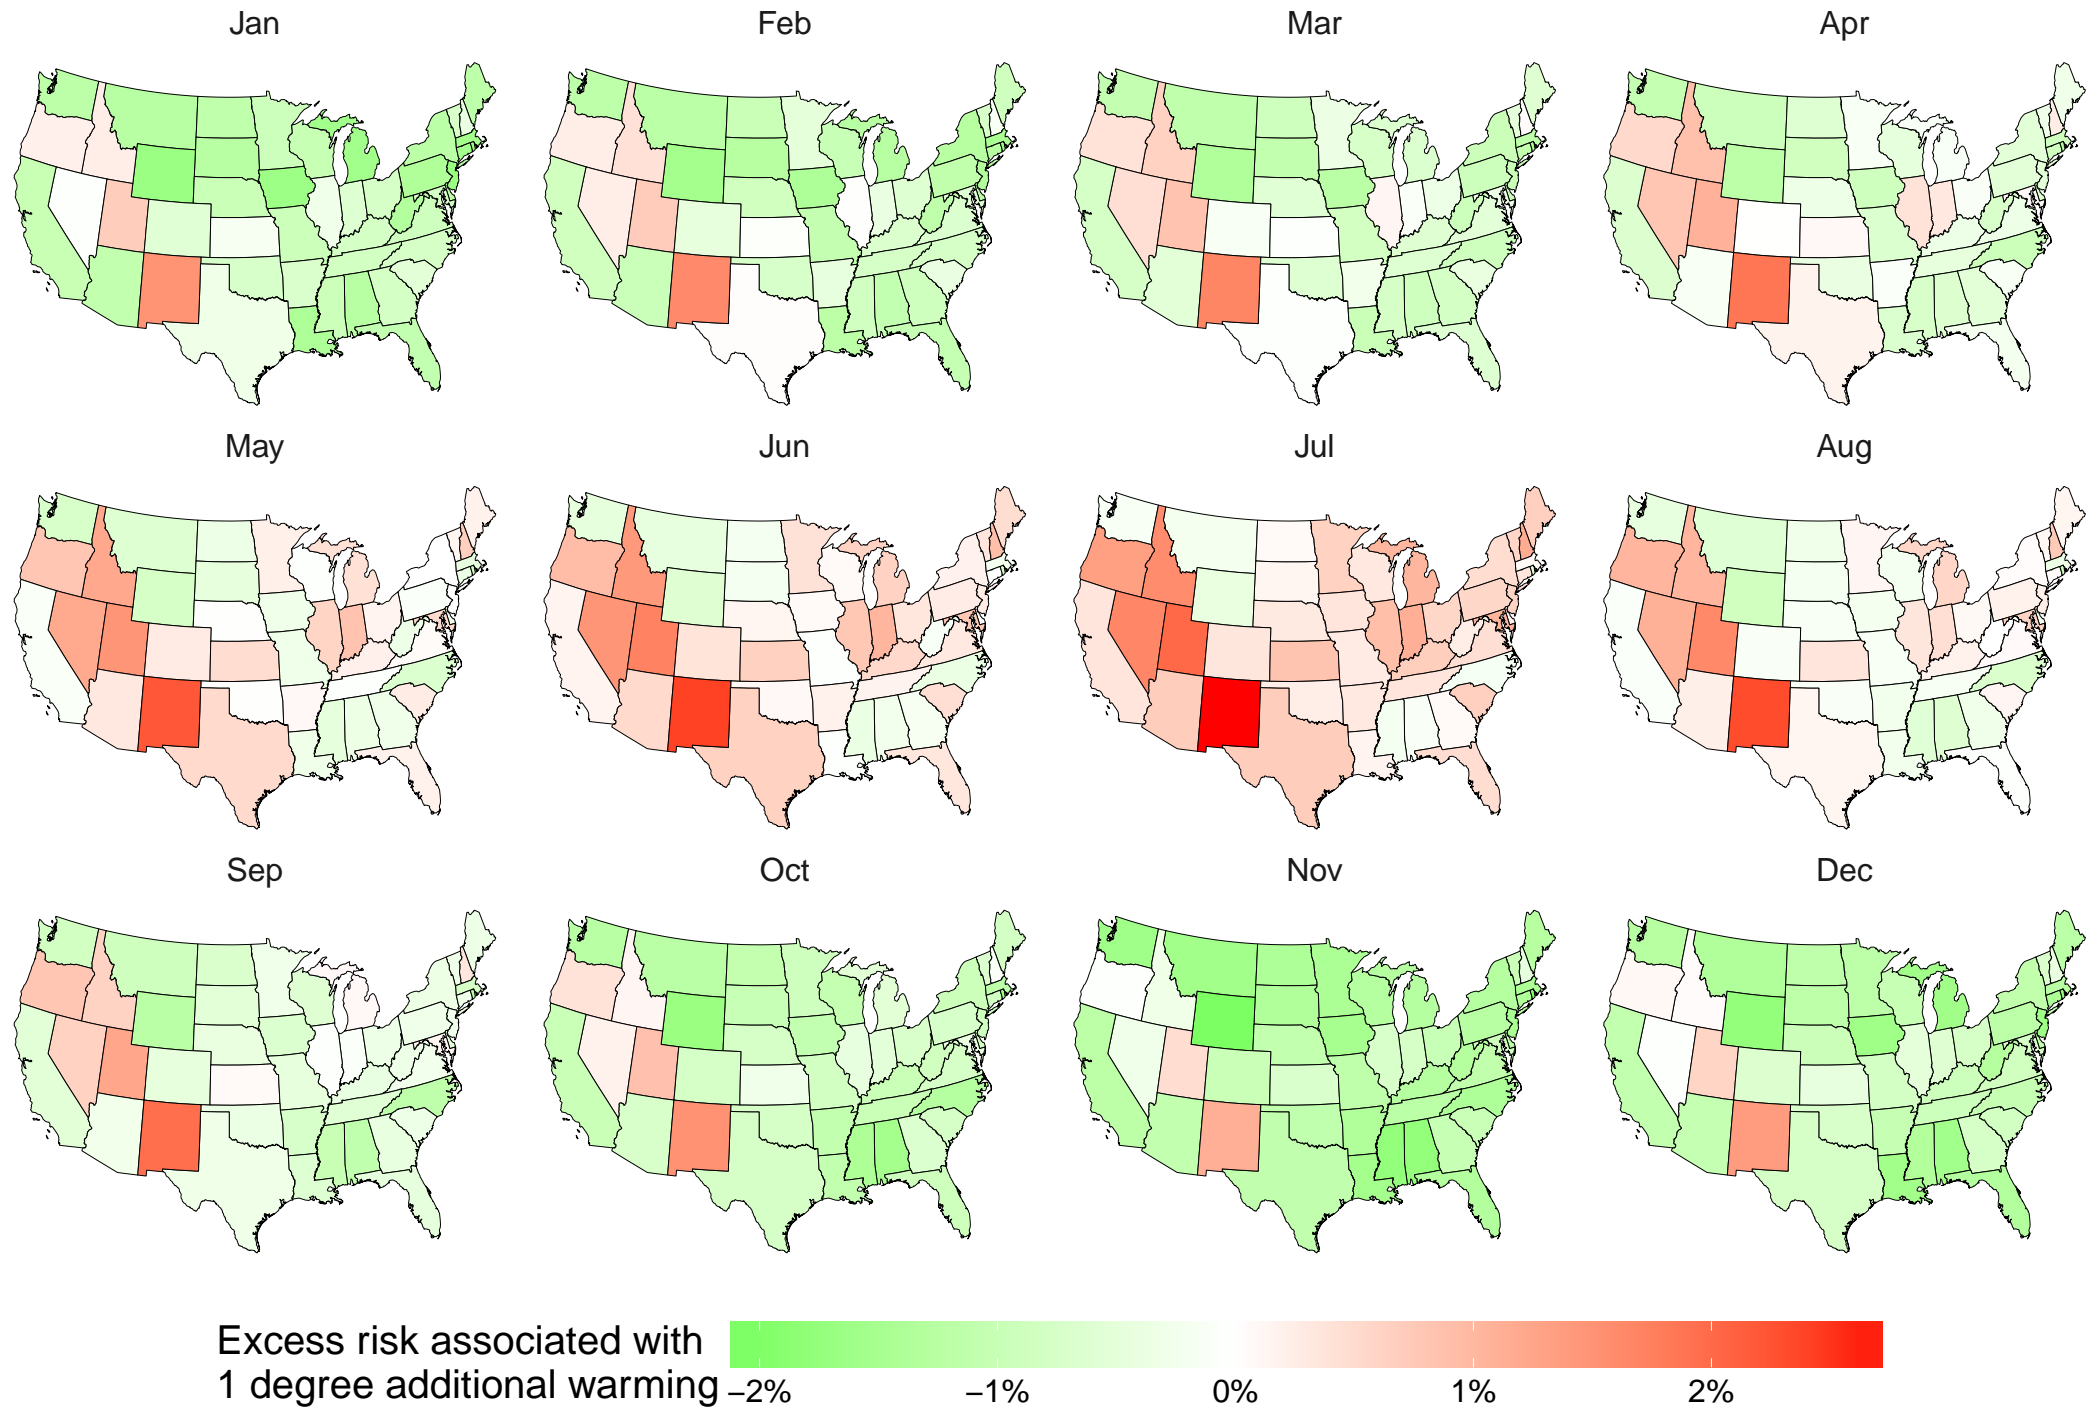 Jan
Feb
Mar
Apr
May
Jun
Jul
Aug
Sep
Oct
Nov
Dec
Excess risk associated with
1 degree additional warming
−2%
−1%
0%
1%
2%